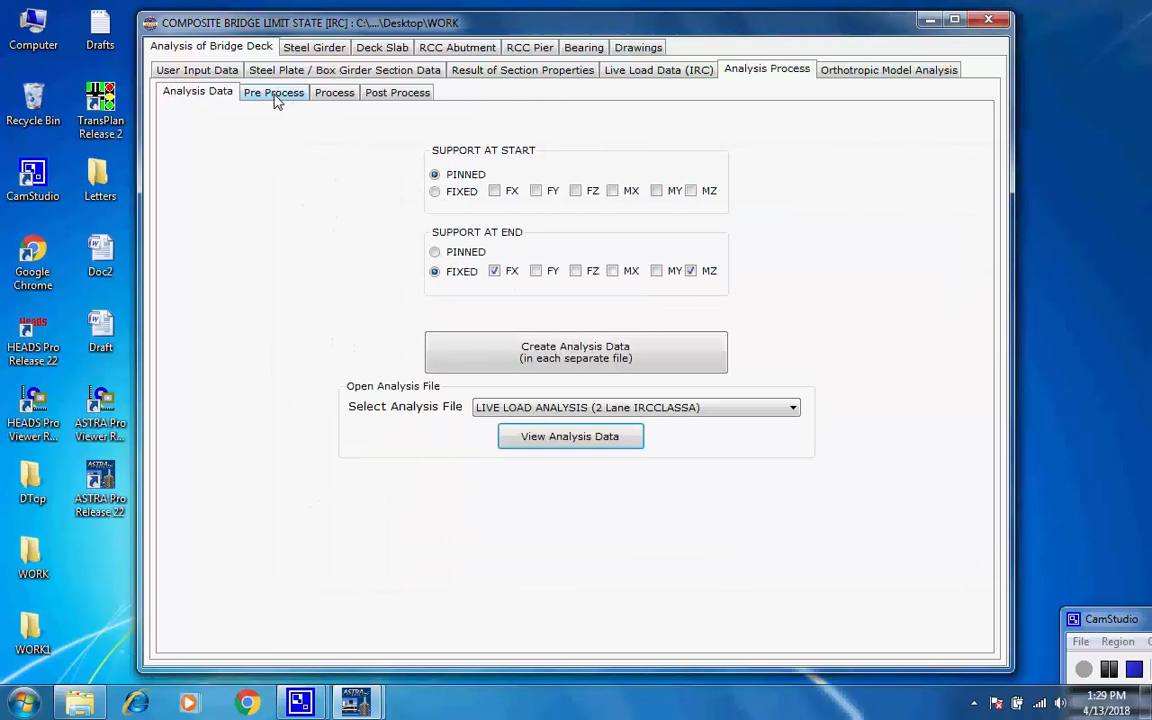 Computer
Drafts
Recycle Bin
TransPlan
Release 2
CamStudio
Letters
Google
Chrome
Doc2
HEADS
HEADS Pro
Release 22
Draft
HEADS Pro
Viewer R...
ASTRA Pro
Viewer R...
DTop
ASTRA Pro
Release 22
WORK
WORK1
COMPOSITE BRIDGE LIMIT STATE [IRC] : C:\...\Desktop\WORK
Analysis of Bridge Deck
Steel Girder
Deck Slab
RCC Abutment
RCC Pier
Bearing
Drawings
User Input Data
Steel Plate / Box Girder Section Data
Result of Section Properties
Live Load Data (IRC)
Analysis Process
Orthotropic Model Analysis
Analysis Data
Pre Process
Process
Post Process
SUPPORT AT START
PINNED
FIXED FX FY FZ MX MY MZ
SUPPORT AT END
PINNED
FIXED FX FY FZ MX MY MZ
Create Analysis Data
(in each separate file)
Open Analysis File
Select Analysis File LIVE LOAD ANALYSIS (2 Lane IRCCLASSA)
View Analysis Data
CamStudio
File Region
1:29 PM
4/13/2018